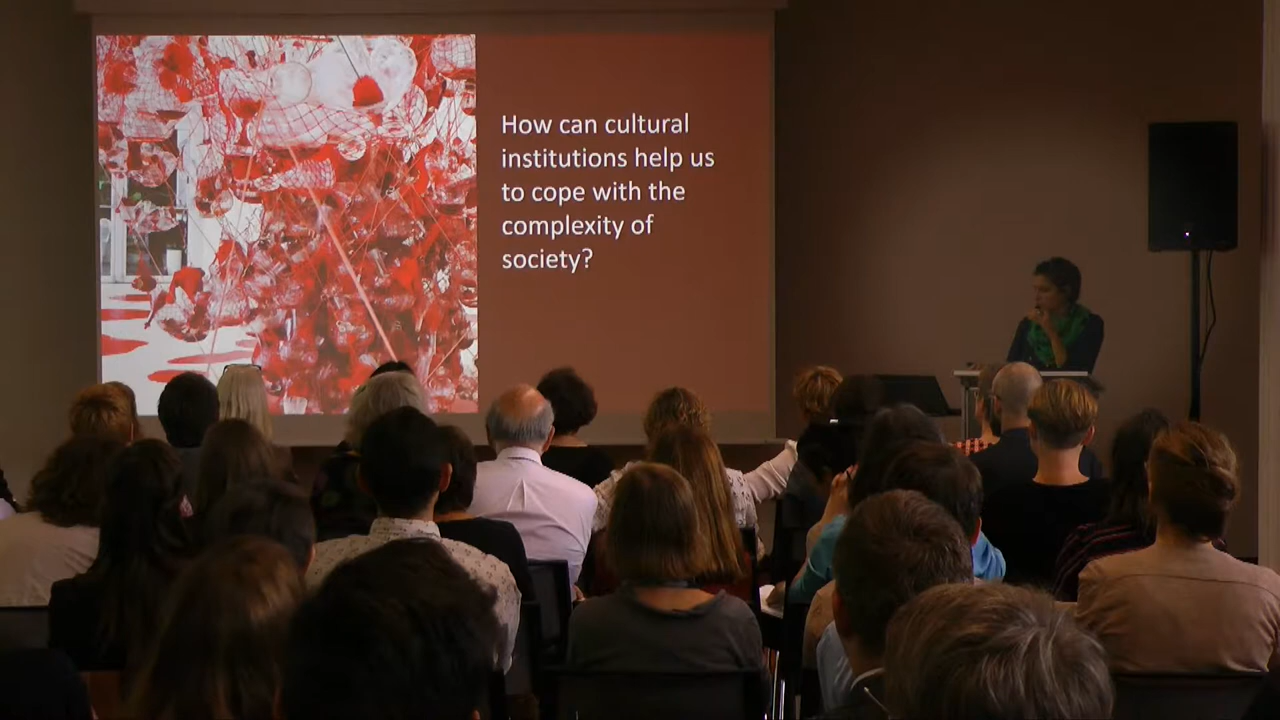 How can cultural
institutions help us
to cope with the
complexity of
society?